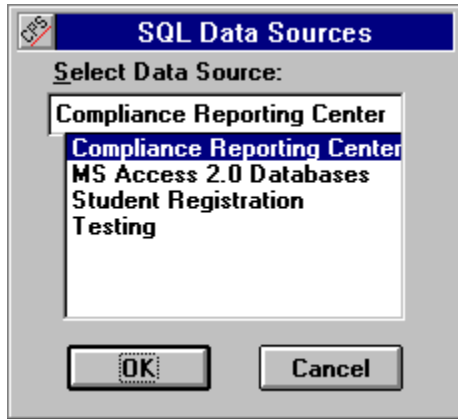 CPS
SQL Data Sources
Select Data Source:
Compliance Reporting Center
Compliance Reporting Center
MS Access 2.0 Databases
Student Registration
Testing
OK
Cancel